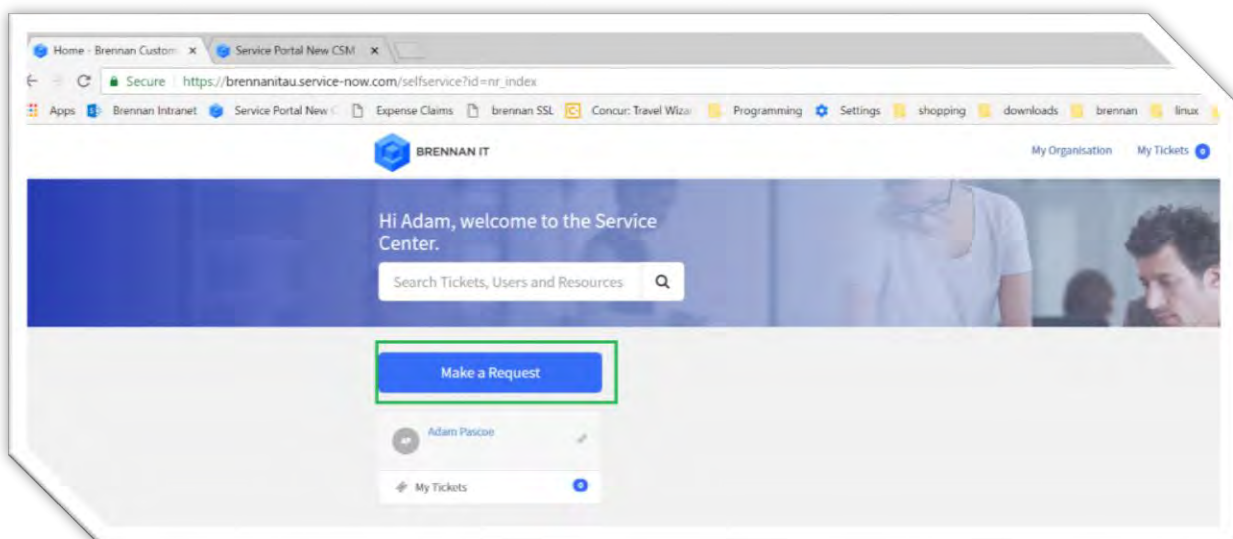 Home - Brennan Custom
Service Portal New CSM
Secure https://brennanitau.service-now.com/selfservice?id=nr_index
Apps Brennan Intranet Service Portal New C Expense Claims brennan SSL Concur: Travel Wiza Programming Settings shopping downloads brennan linux
BRENNAN IT
My Organisation My Tickets 0
Hi Adam, welcome to the Service
Center.
Search Tickets, Users and Resources
Make a Request
AP Adam Pascoe
My Tickets 0